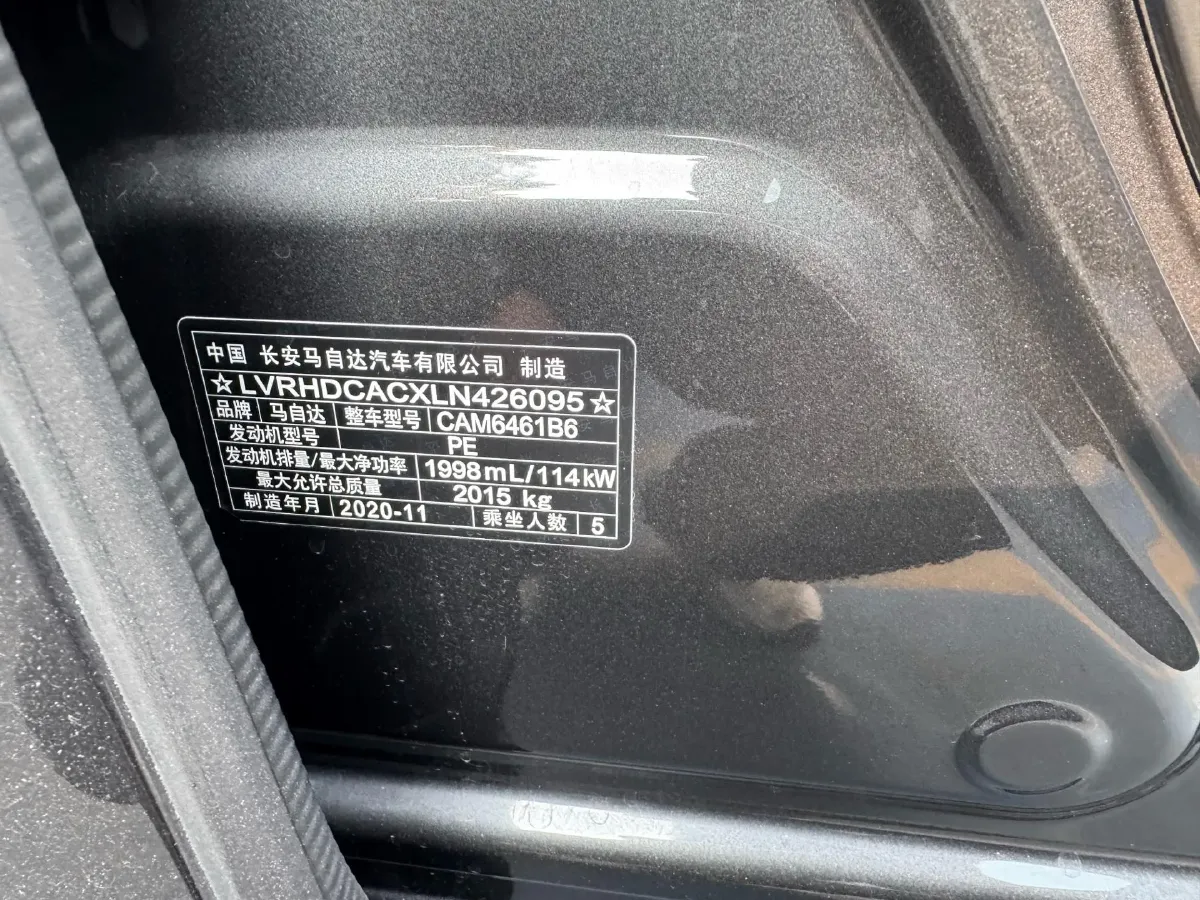 中国 长安马自达汽车有限公司 制造
☆LVRHDCACXLN426095☆
品牌 马自达 整车型号 CAM6461B6
发动机型号 PE
发动机排量/最大净功率 1998mL/114kW
最大允许总质量 2015 kg
制造年月 2020-11 乘坐人数 5